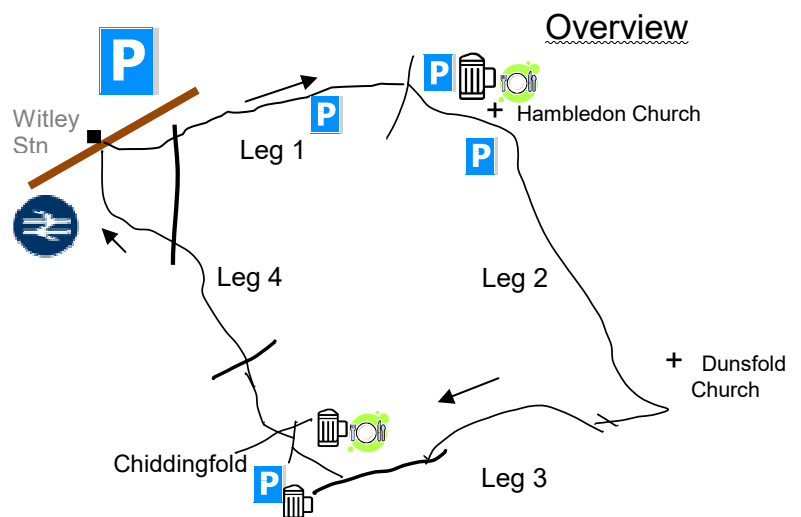 Overview
P
P
Witley
Stn
P
Hambledon Church
Leg 1
P
Leg 4
Leg 2
Dunsfold
Church
Chiddingfold
P
Leg 3